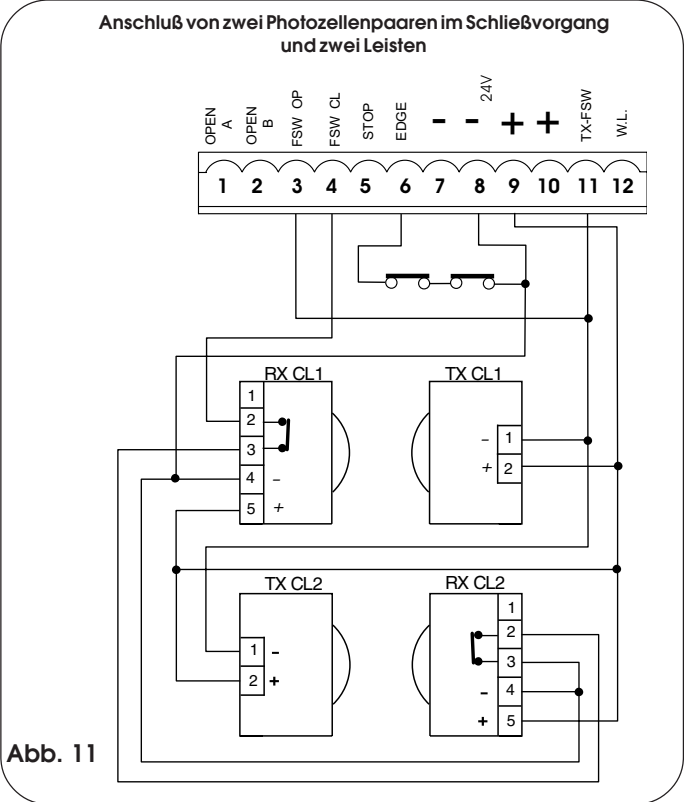 Anschluß von zwei Photozellenpaaren im Schließvorgang
und zwei Leisten
OPEN A
OPEN B
FSW OP
FSW CL
STOP
EDGE
-
-
24V
+
+
TX-FSW
W.L.
1 2 3 4 5 6 7 8 9 10 11 12
RX CL1
1
2
3
4 -
5 +
TX CL1
- 1
+ 2
TX CL2
1 -
2 +
RX CL2
1
2
3
- 4
+ 5
Abb. 11